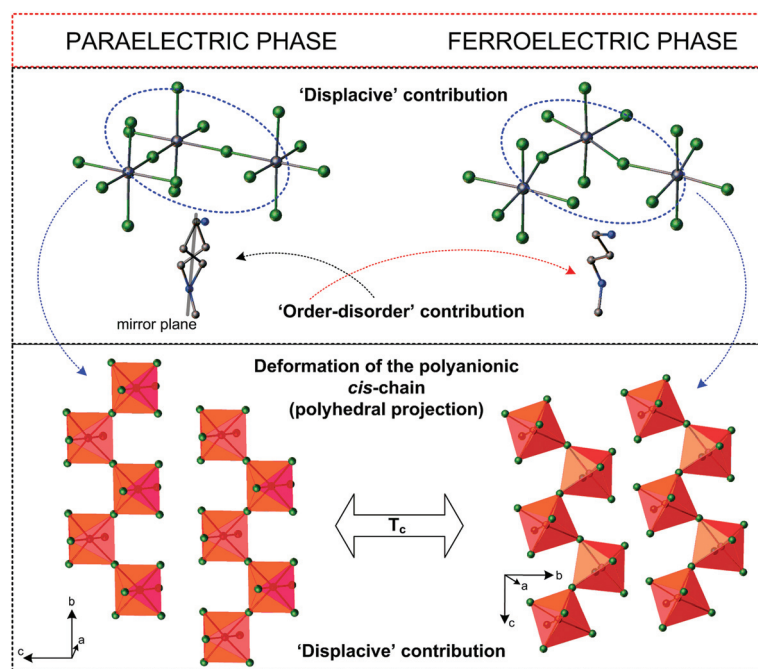 PARAELECTRIC PHASE
FERROELECTRIC PHASE
‘Displacive’ contribution
‘Order-disorder’ contribution
mirror plane
Deformation of the polyanionic
cis-chain
(polyhedral projection)
Tc
b
a
c
b
a
c
‘Displacive’ contribution